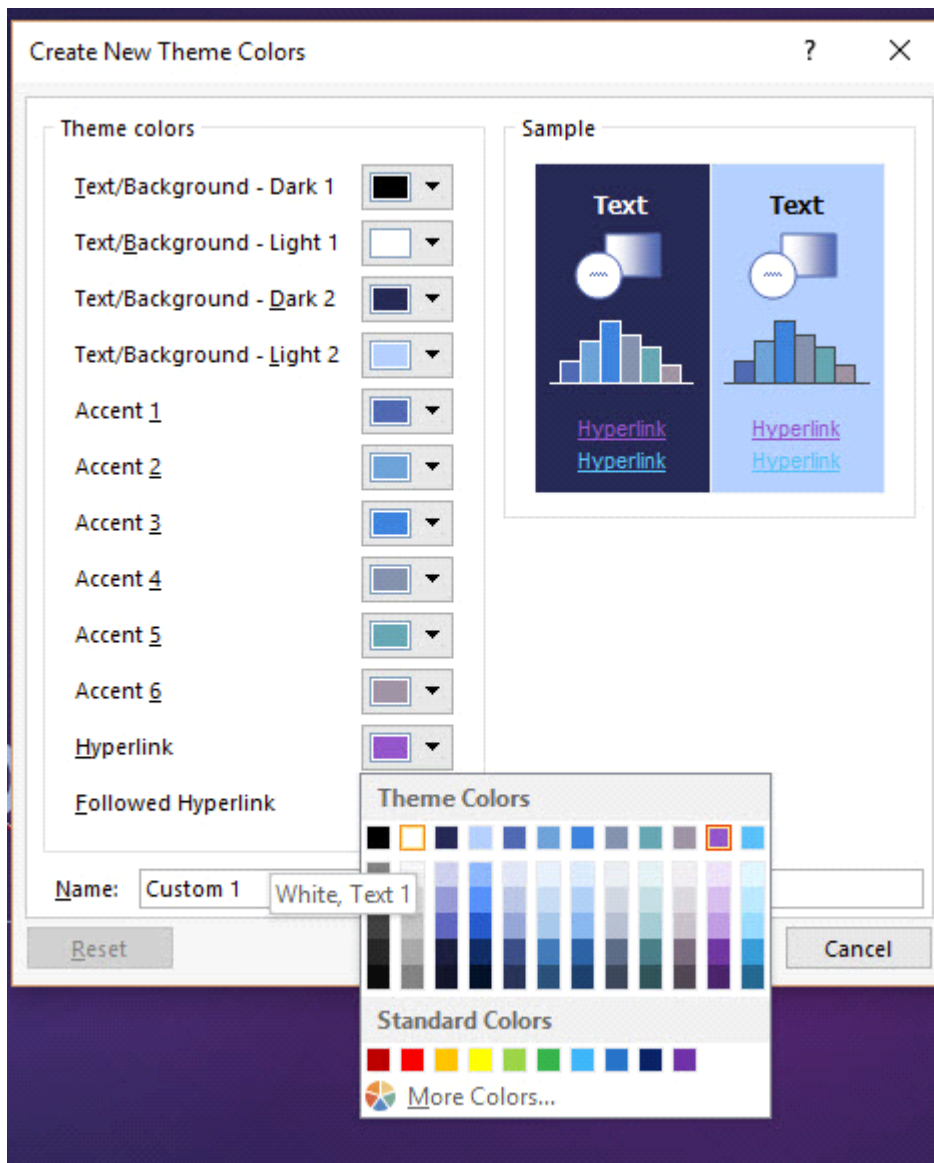 Create New Theme Colors
?
Theme colors
Sample
Text/Background - Dark 1
Text/Background - Light 1
Text/Background - Dark 2
Text/Background - Light 2
Accent 1
Accent 2
Accent 3
Accent 4
Accent 5
Accent 6
Hyperlink
Followed Hyperlink
Text Text
Hyperlink Hyperlink
Hyperlink Hyperlink
Theme Colors
Name: Custom 1
White, Text 1
Reset
Cancel
Standard Colors
More Colors...